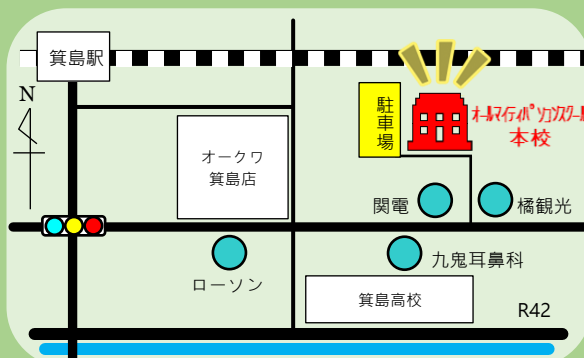 箕島駅
N
オークワ
箕島店
駐車場
オールマイティパソコンスクール
本校
関電
橘観光
ローソン
九鬼耳鼻科
箕島高校
R42